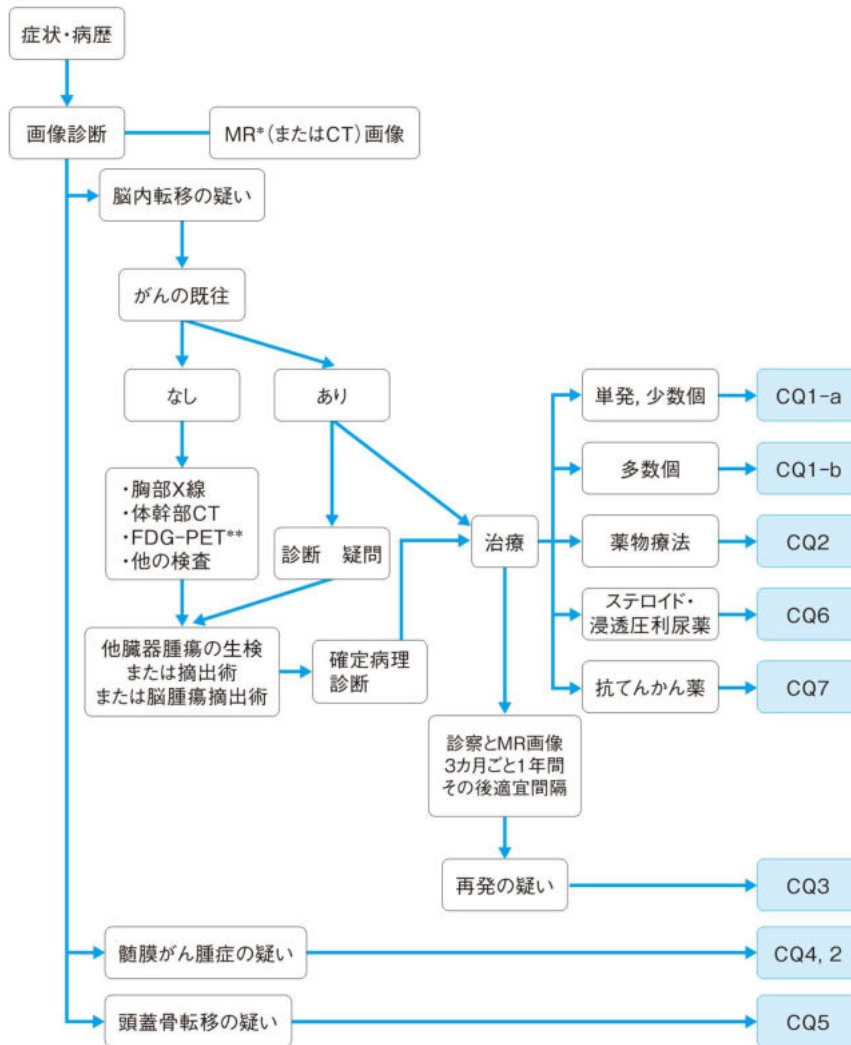 症状・病歴
画像診断
MR*(またはCT)画像
脳内転移の疑い
がんの既往
なし
あり
・胸部X線
・体幹部CT
・FDG-PET**
・他の検査
診断　疑問
他臓器腫瘍の生検
または摘出術
または脳腫瘍摘出術
確定病理
診断
治療
単発, 少数個
CQ1-a
多数個
CQ1-b
薬物療法
CQ2
ステロイド・
浸透圧利尿薬
CQ6
抗てんかん薬
CQ7
診察とMR画像
3カ月ごと1年間
その後適宜間隔
再発の疑い
CQ3
髄膜がん腫症の疑い
CQ4, 2
頭蓋骨転移の疑い
CQ5